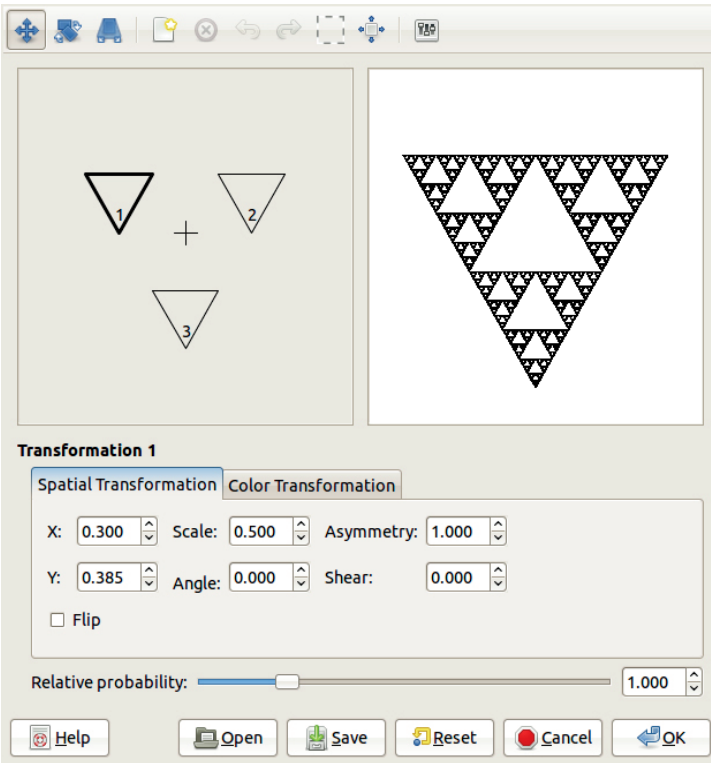 1
2
3
Transformation 1
Spatial Transformation Color Transformation
X: 0.300 Scale: 0.500 Asymmetry: 1.000
Y: 0.385 Angle: 0.000 Shear: 0.000
Flip
Relative probability: 1.000
Help Open Save Reset Cancel OK